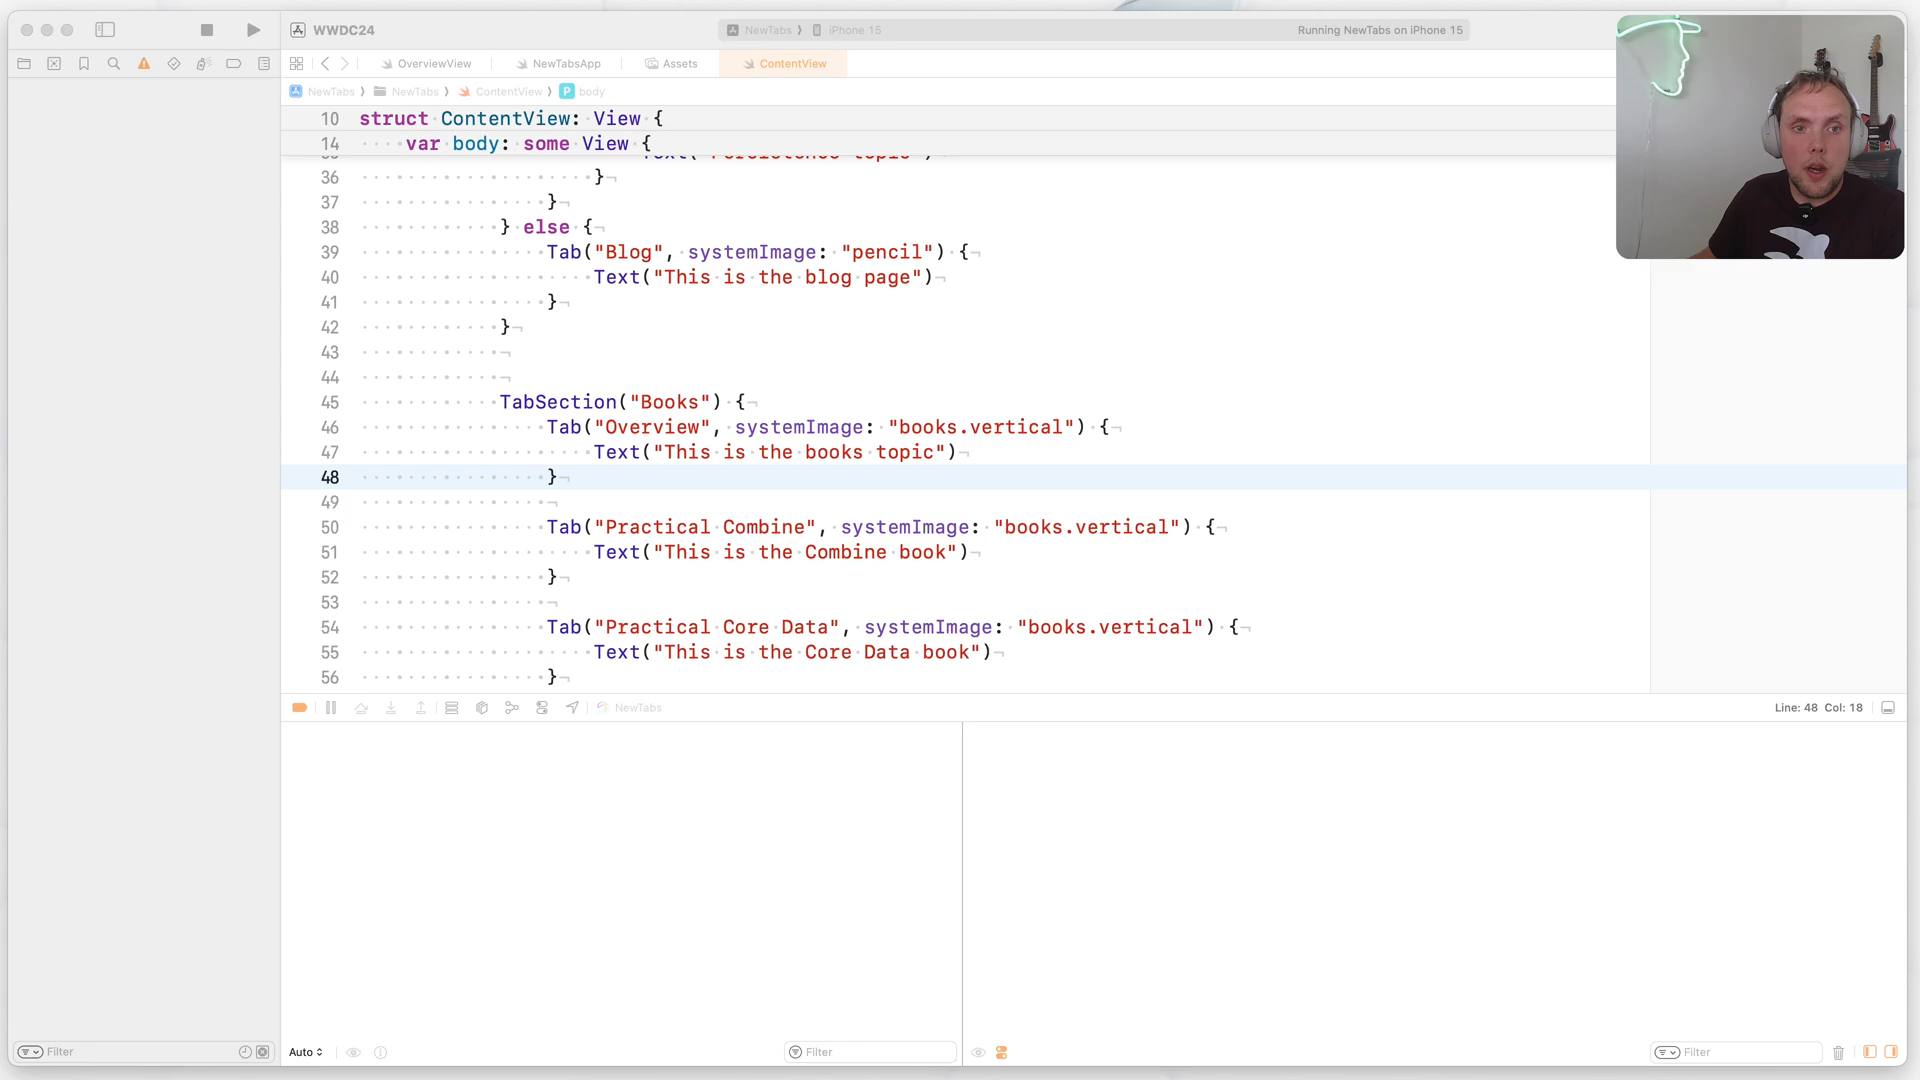 WWDC24
NewTabs
iPhone 15
Running NewTabs on iPhone 15
OverviewView
NewTabsApp
Assets
ContentView
NewTabs
NewTabs
ContentView
P
body
10 struct ContentView: View {
14 var body: some View {
36 }
37 }
38 } else {
39 Tab("Blog", systemImage: "pencil") {
40 Text("This is the blog page")
41 }
42 }
43
44
45 TabSection("Books") {
46 Tab("Overview", systemImage: "books.vertical") {
47 Text("This is the books topic")
48 }
49
50 Tab("Practical Combine", systemImage: "books.vertical") {
51 Text("This is the Combine book")
52 }
53
54 Tab("Practical Core Data", systemImage: "books.vertical") {
55 Text("This is the Core Data book")
56 }
NewTabs
Line: 48 Col: 18
Filter
Auto
Filter
Filter